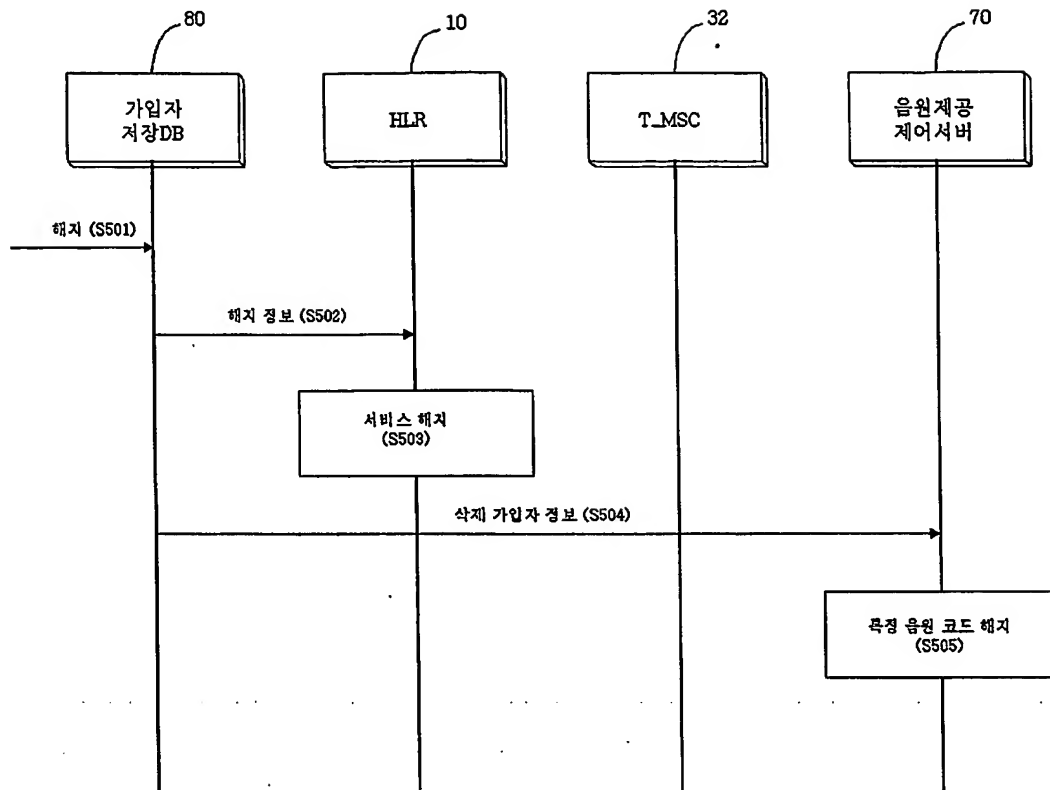 80
10
32
70
가입자
저장DB
HLR
T_MSC
음원제공
제어서버
해지 (S501)
해지 정보 (S502)
서비스 해지
(S503)
삭제 가입자 정보 (S504)
특정 음원 코드 해지
(S505)